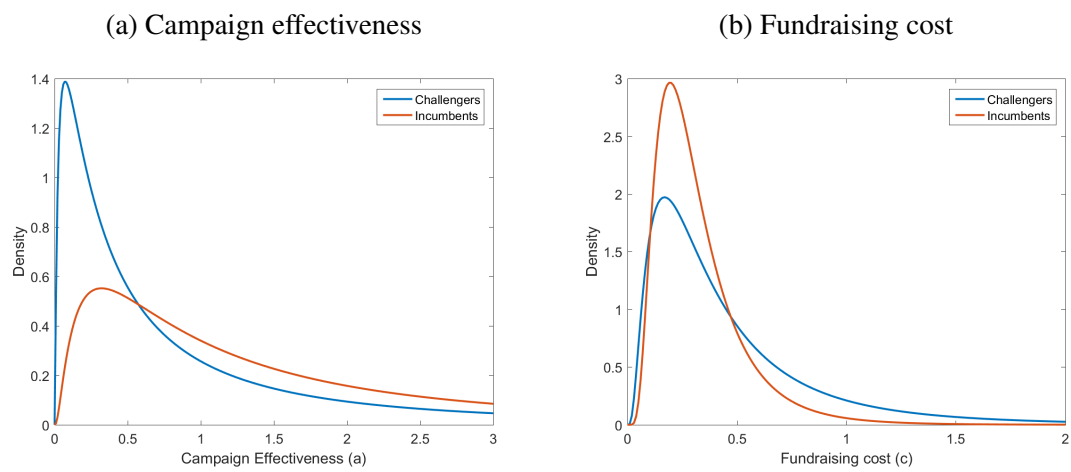 (a) Campaign effectiveness
1.4
1.2
1
0.8
0.6
0.4
0.2
0
Density
0 0.5 1 1.5 2 2.5 3
Campaign Effectiveness (a)
Challengers
Incumbents
(b) Fundraising cost
3
2.5
2
1.5
1
0.5
0
Density
0 0.5 1 1.5 2
Fundraising cost (c)
Challengers
Incumbents